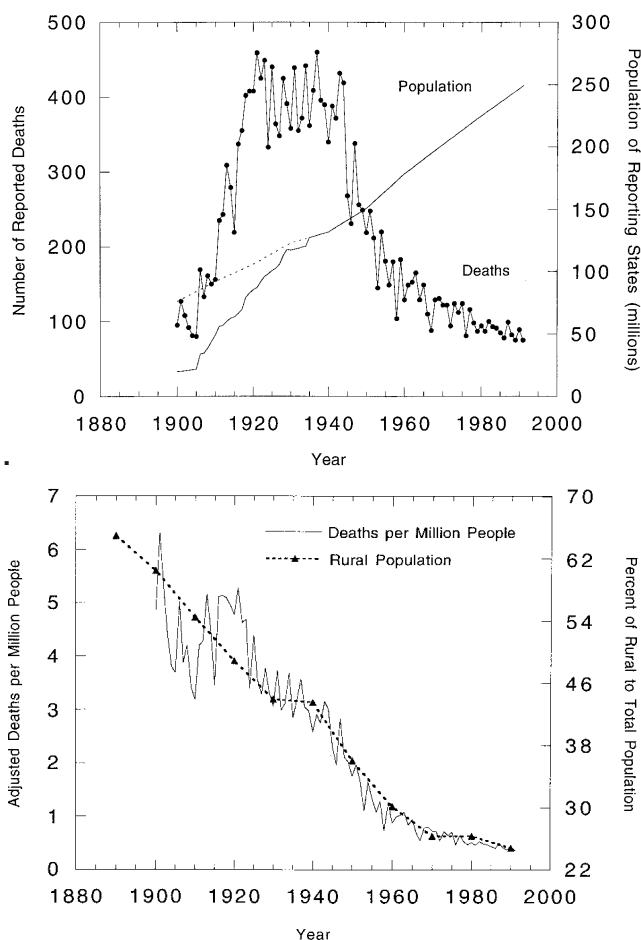 500
400
300
200
100
0
Number of Reported Deaths
300
250
200
150
100
50
0
Population of Reporting States (millions)
Population
Deaths
1880 1900 1920 1940 1960 1980 2000
Year
7
6
5
4
3
2
1
0
Adjusted Deaths per Million People
70
62
54
46
38
30
22
Percent of Rural to Total Population
Deaths per Million People
Rural Population
1880 1900 1920 1940 1960 1980 2000
Year